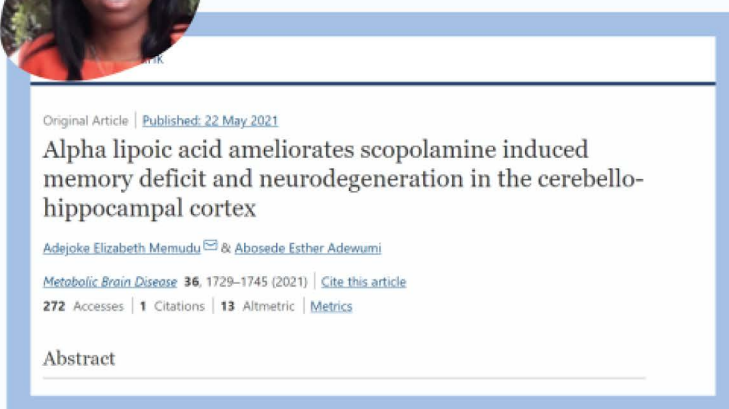 Original Article | Published: 22 May 2021
Alpha lipoic acid ameliorates scopolamine induced
memory deficit and neurodegeneration in the cerebello-
hippocampal cortex
Adejoke Elizabeth Memudu & Abosede Esther Adewumi
Metabolic Brain Disease 36, 1729–1745 (2021) | Cite this article
272 Accesses | 1 Citations | 13 Altmetric | Metrics
Abstract